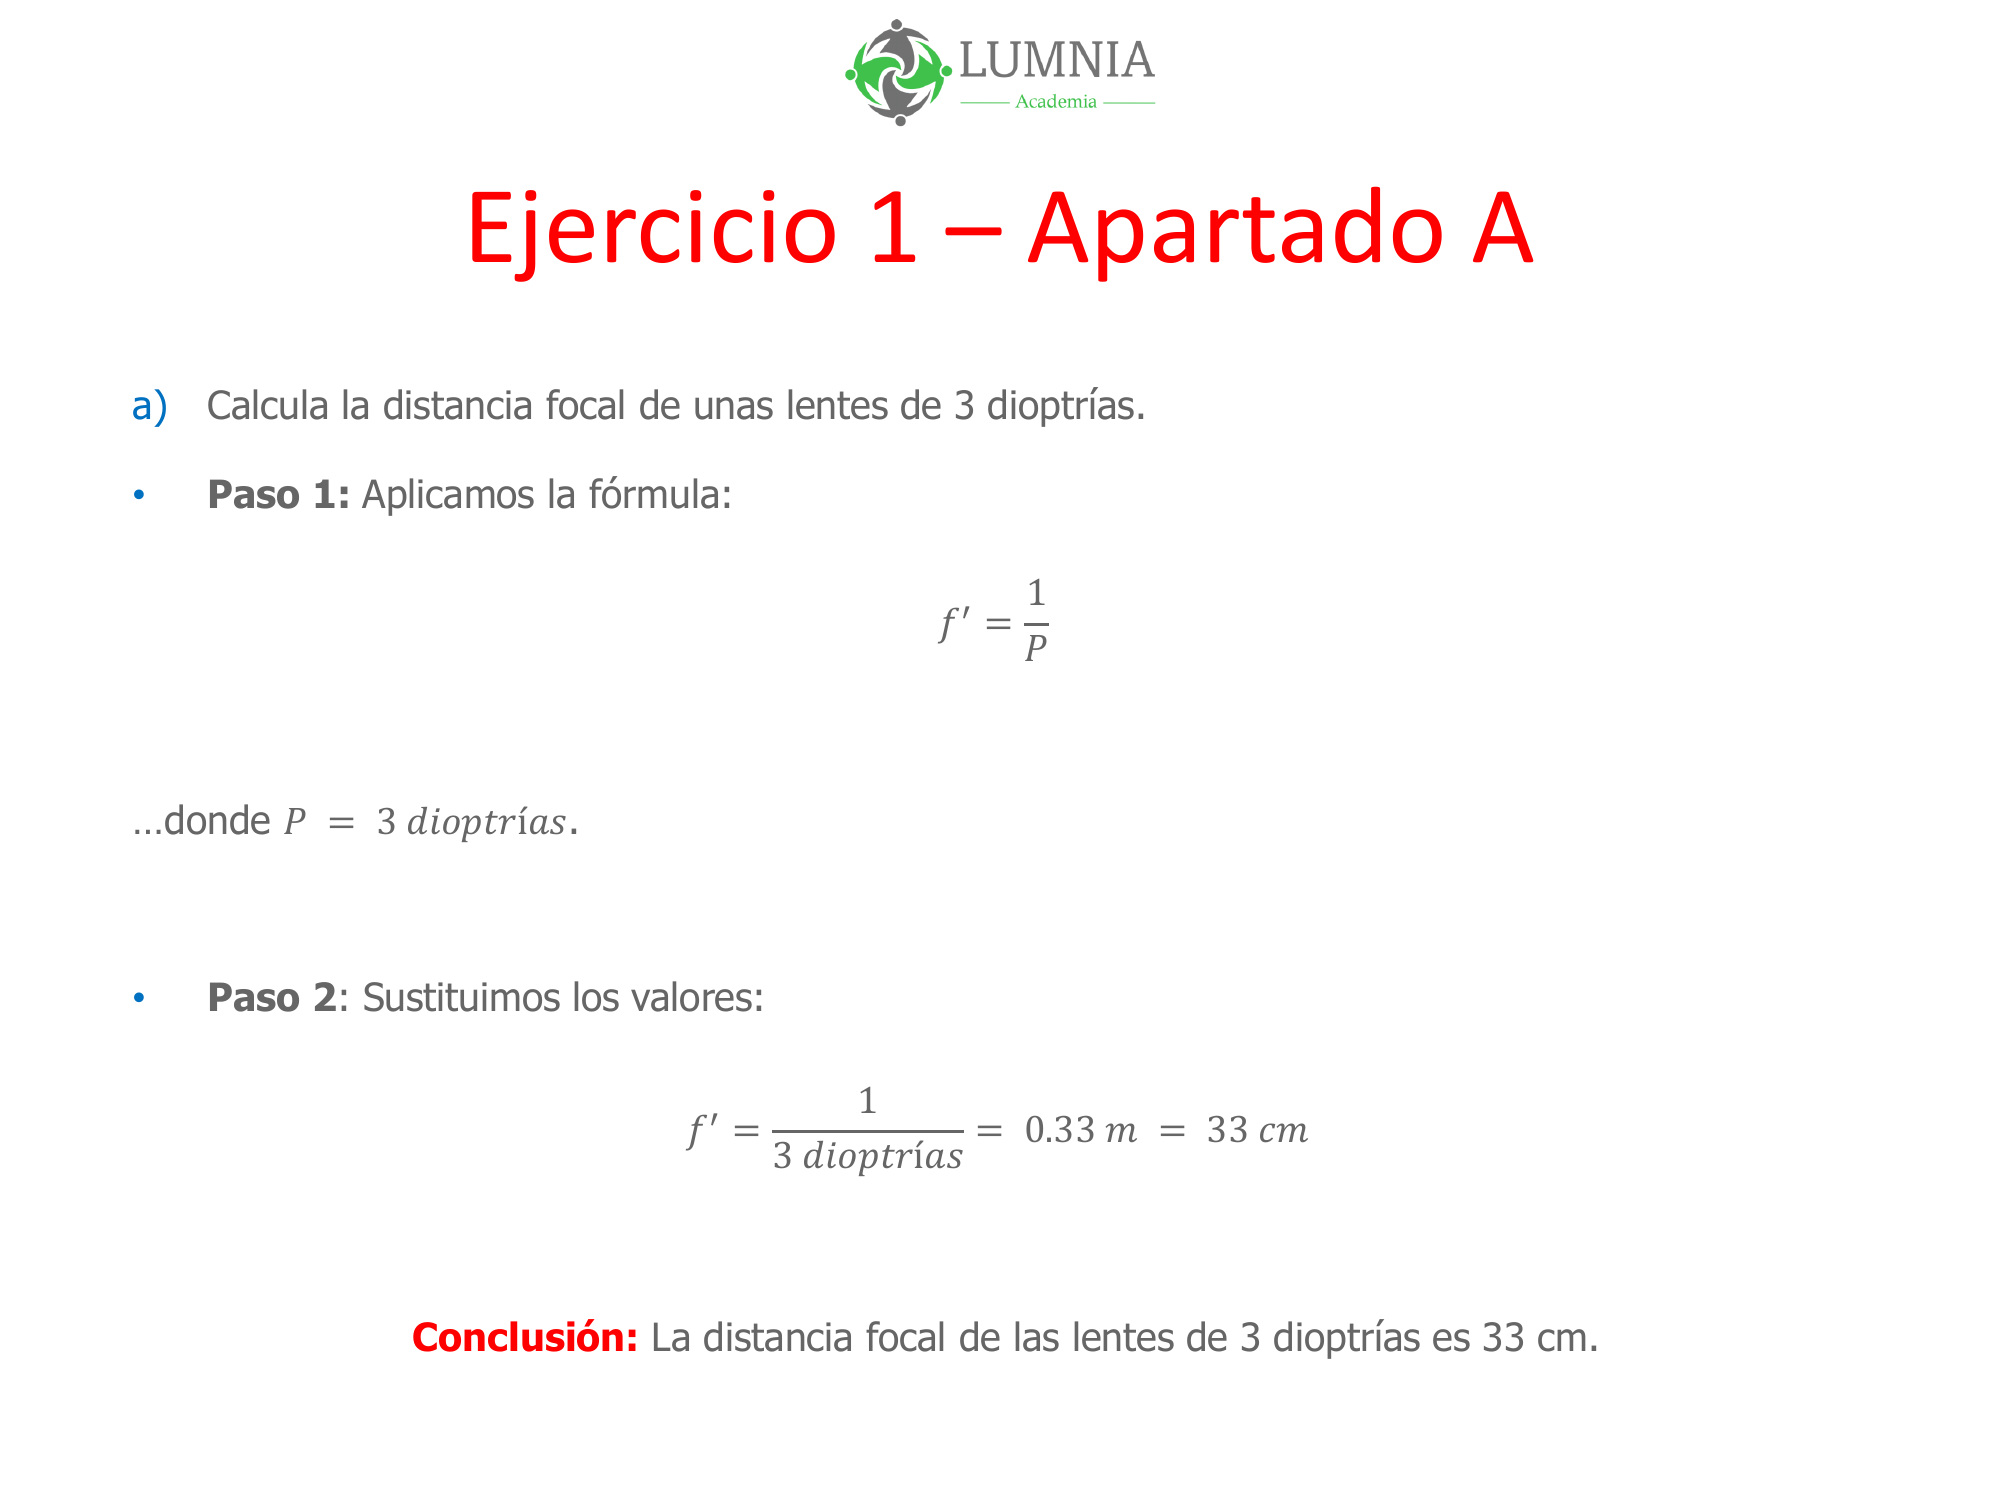 LUMNIA
Academia
Ejercicio 1 – Apartado A
a) Calcula la distancia focal de unas lentes de 3 dioptrías.
• Paso 1: Aplicamos la fórmula:
f′ = 1/P
…donde P = 3 dioptrías.
• Paso 2: Sustituimos los valores:
f′ = 1/(3 dioptrías) = 0.33 m = 33 cm
Conclusión: La distancia focal de las lentes de 3 dioptrías es 33 cm.